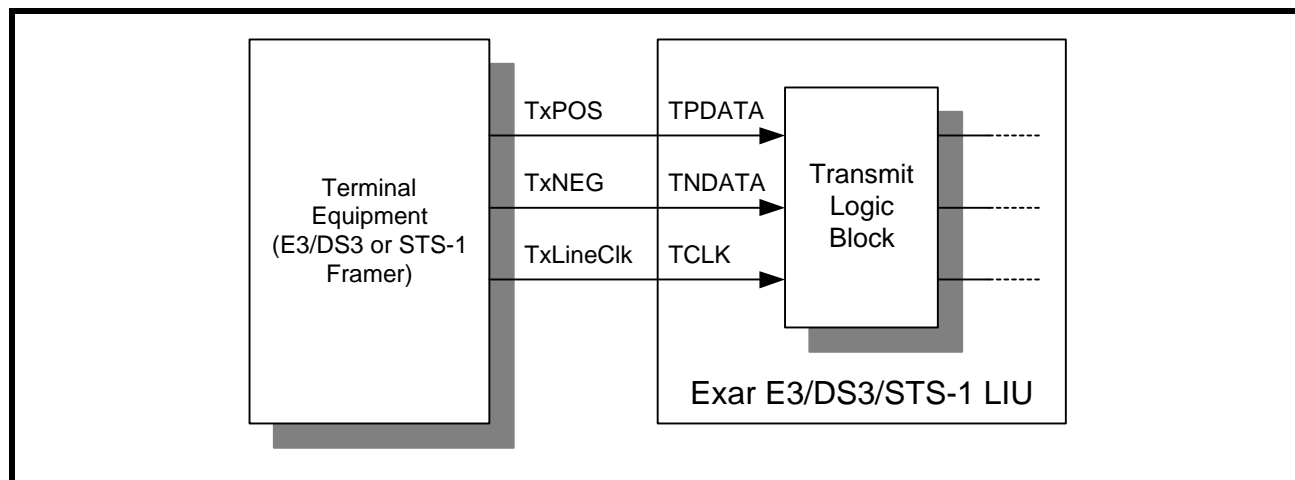 Terminal
Equipment
(E3/DS3 or STS-1
Framer)
TxPOS
TPDATA
TxNEG
TNDATA
TxLineClk
TCLK
Transmit
Logic
Block
Exar E3/DS3/STS-1 LIU